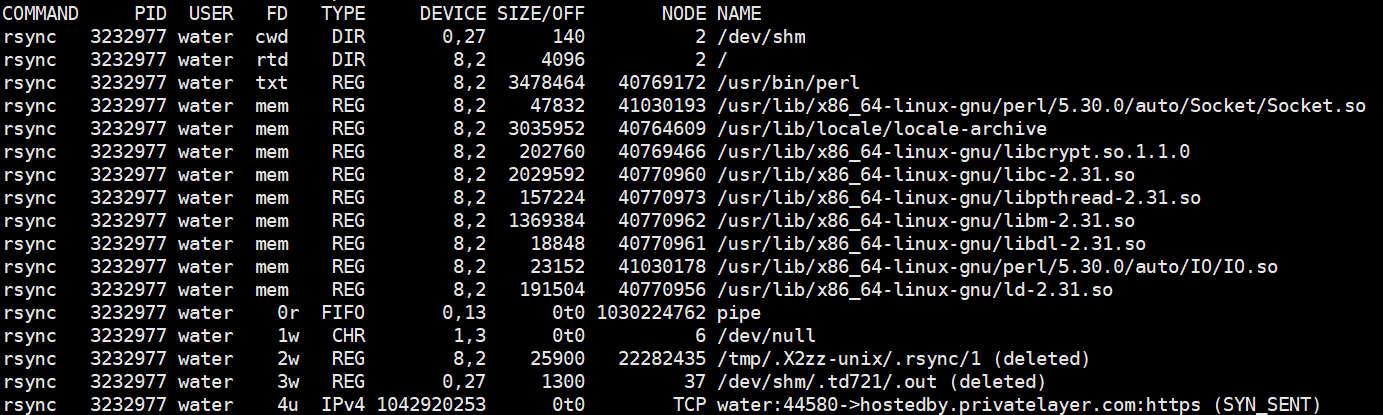 COMMAND PID USER FD TYPE DEVICE SIZE/OFF NODE NAME
rsync 3232977 water cwd DIR 0,27 140 2 /dev/shm
rsync 3232977 water rtd DIR 8,2 4096 2 /
rsync 3232977 water txt REG 8,2 3478464 40769172 /usr/bin/perl
rsync 3232977 water mem REG 8,2 47832 41030193 /usr/lib/x86_64-linux-gnu/perl/5.30.0/auto/Socket/Socket.so
rsync 3232977 water mem REG 8,2 3035952 40764609 /usr/lib/locale/locale-archive
rsync 3232977 water mem REG 8,2 202760 40769466 /usr/lib/x86_64-linux-gnu/libcrypt.so.1.1.0
rsync 3232977 water mem REG 8,2 2029592 40770960 /usr/lib/x86_64-linux-gnu/libc-2.31.so
rsync 3232977 water mem REG 8,2 157224 40770973 /usr/lib/x86_64-linux-gnu/libpthread-2.31.so
rsync 3232977 water mem REG 8,2 1369384 40770962 /usr/lib/x86_64-linux-gnu/libm-2.31.so
rsync 3232977 water mem REG 8,2 18848 40770961 /usr/lib/x86_64-linux-gnu/libdl-2.31.so
rsync 3232977 water mem REG 8,2 23152 41030178 /usr/lib/x86_64-linux-gnu/perl/5.30.0/auto/IO/IO.so
rsync 3232977 water mem REG 8,2 191504 40770956 /usr/lib/x86_64-linux-gnu/ld-2.31.so
rsync 3232977 water 0r FIFO 0,13 0t0 1030224762 pipe
rsync 3232977 water 1w CHR 1,3 0t0 6 /dev/null
rsync 3232977 water 2w REG 8,2 25900 22282435 /tmp/.X2zz-unix/.rsync/1 (deleted)
rsync 3232977 water 3w REG 0,27 1300 37 /dev/shm/.td721/.out (deleted)
rsync 3232977 water 4u IPv4 1042920253 0t0 TCP water:44580->hostedby.privatelayer.com:https (SYN_SENT)